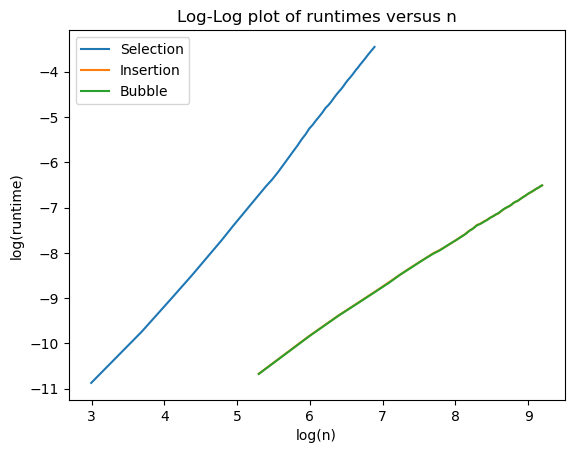 Log-Log plot of runtimes versus n
Selection
Insertion
Bubble
−4
−5
−6
−7
−8
−9
−10
−11
log(runtime)
3 4 5 6 7 8 9
log(n)